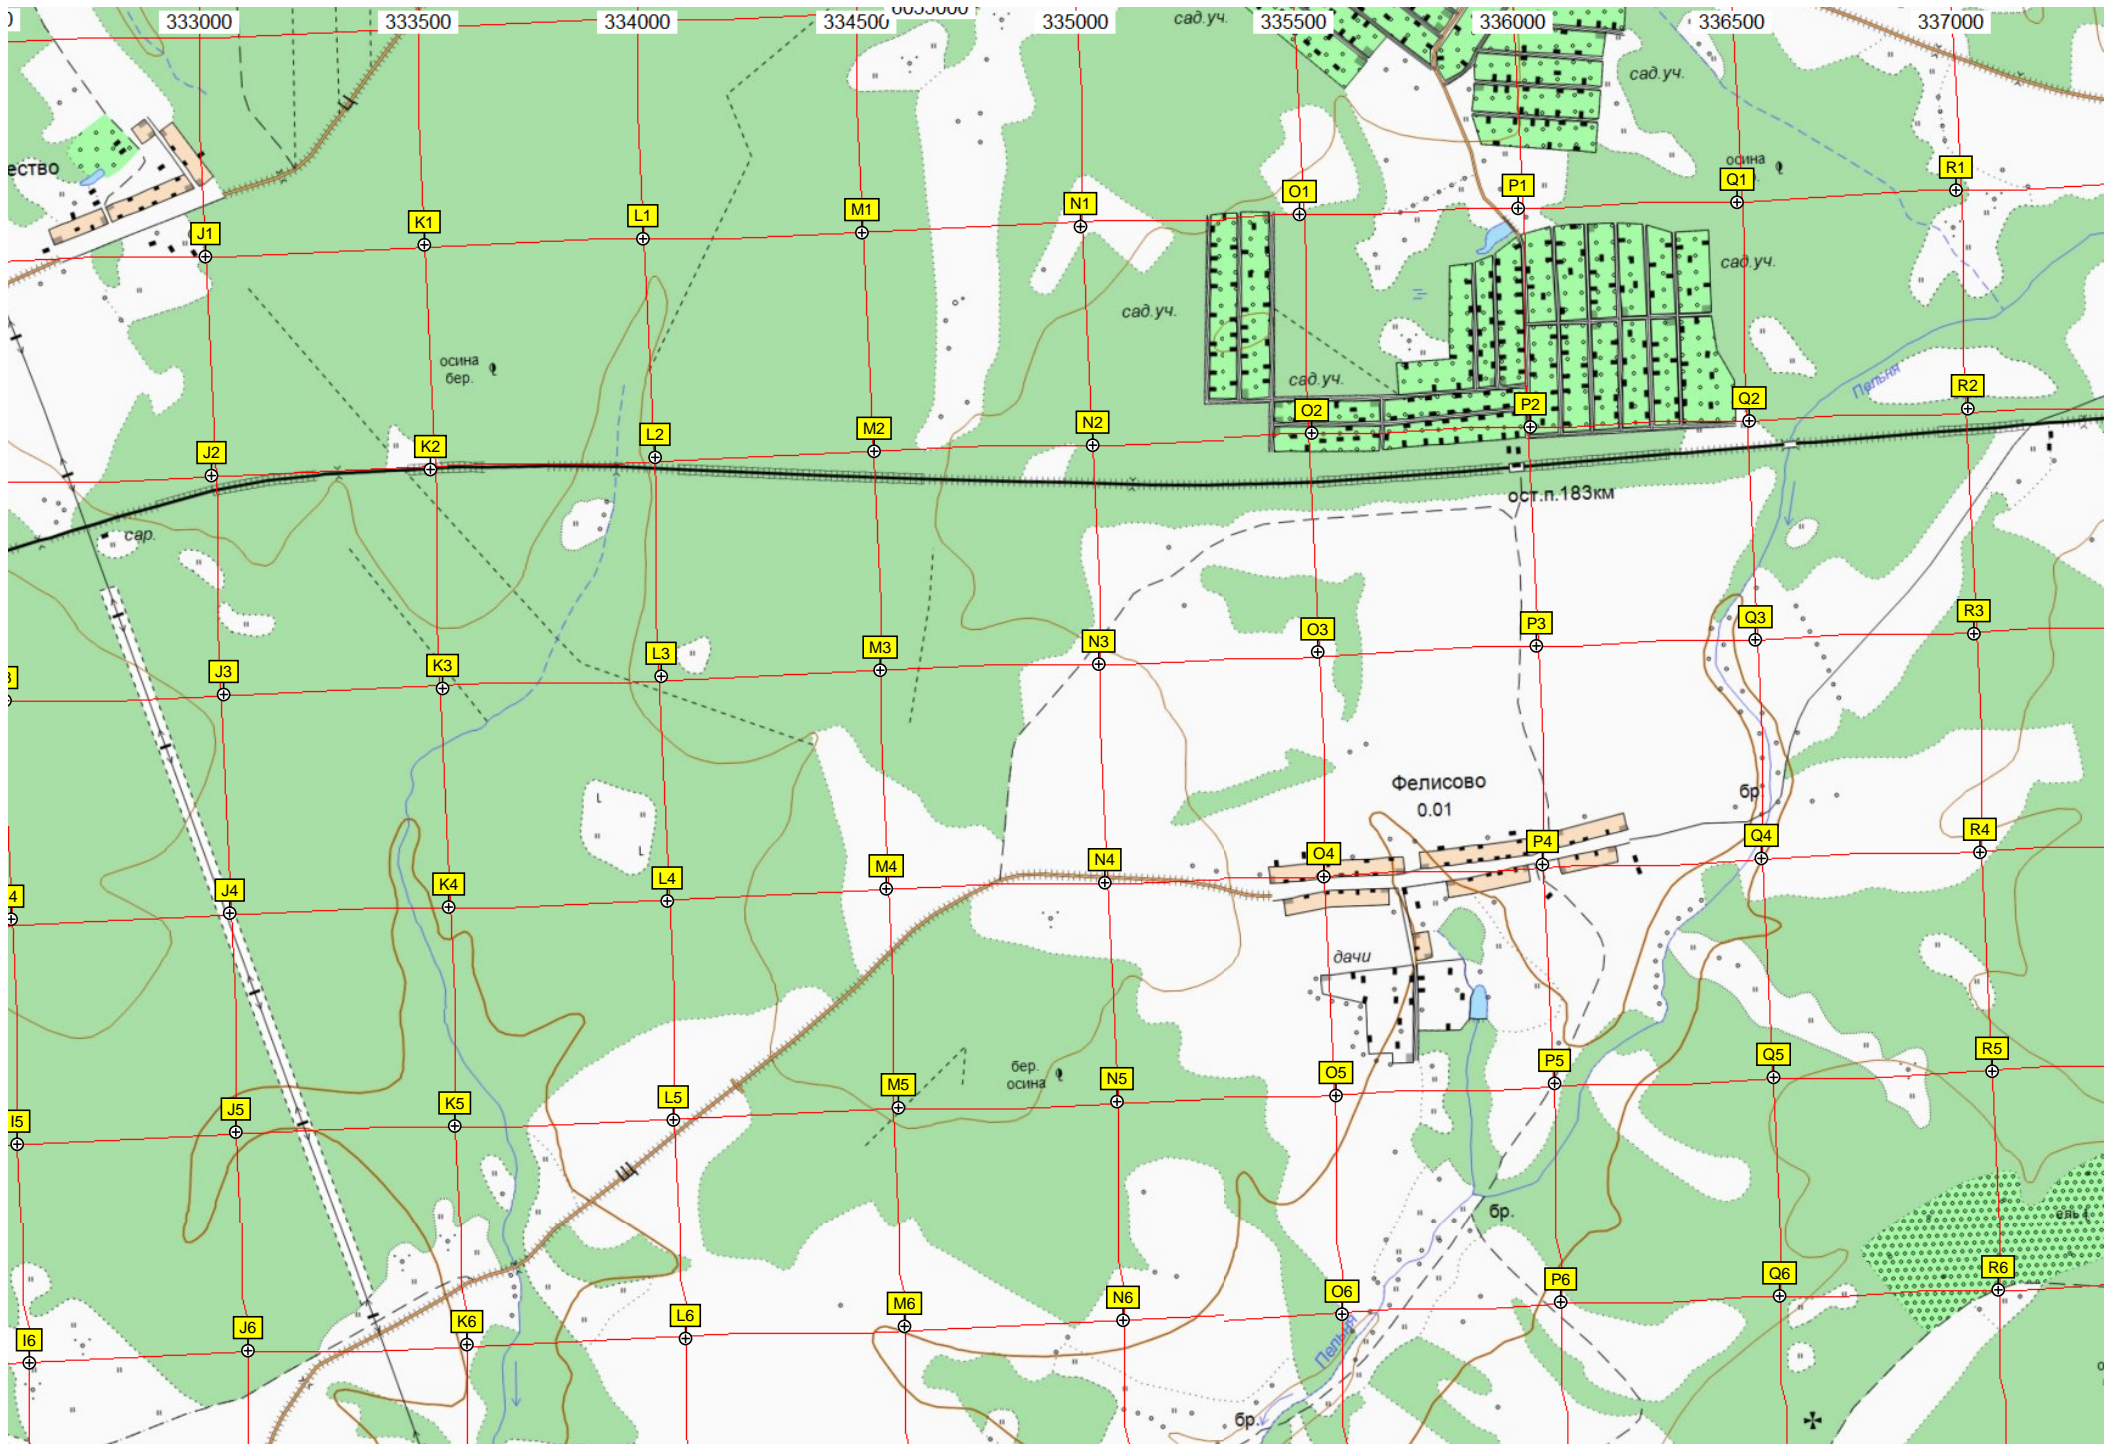 333000 333500 334000 334500 335000 335500 336000 336500 337000
сад.уч.
сад.уч.
Щ
ество
осина
J1 K1 L1 M1 N1 O1 P1 Q1 R1
сад.уч.
сад.уч.
осина
бер.
сад.уч.
Пельня
J2 K2 L2 M2 N2 O2 P2 Q2 R2
ост.п.183км
сар.
J3 K3 L3 M3 N3 O3 P3 Q3 R3
Фелисово
0.01
бр.
J4 K4 L4 M4 N4 O4 P4 Q4 R4
дачи
бер.
осина
I5 J5 K5 L5 M5 N5 O5 P5 Q5 R5
Щ
бр.
ель
I6 J6 K6 L6 M6 N6 O6 P6 Q6 R6
Пельня
бр.